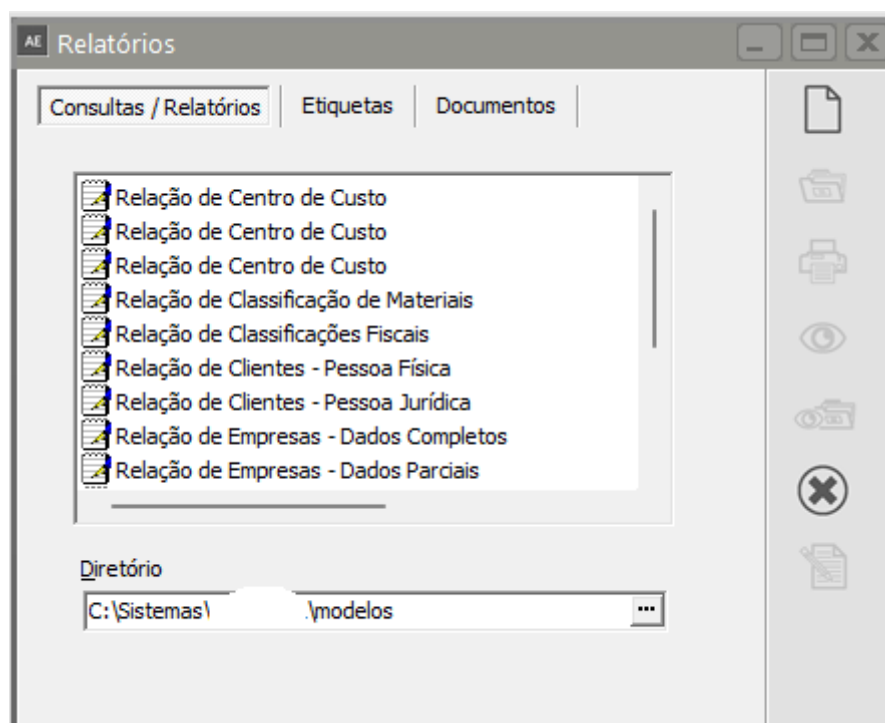 AE Relatórios
Consultas / Relatórios Etiquetas Documentos
Relação de Centro de Custo
Relação de Centro de Custo
Relação de Centro de Custo
Relação de Classificação de Materiais
Relação de Classificações Fiscais
Relação de Clientes - Pessoa Física
Relação de Clientes - Pessoa Jurídica
Relação de Empresas - Dados Completos
Relação de Empresas - Dados Parciais
Diretório
C:\Sistemas\ .\modelos ...